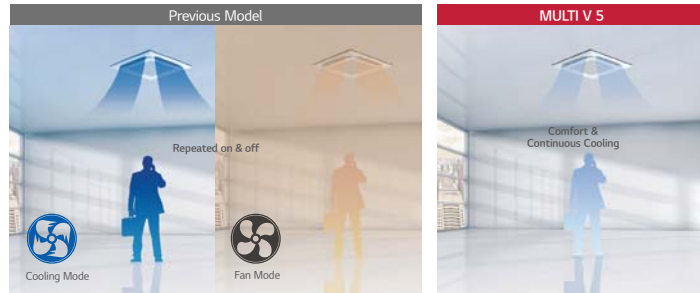 Previous Model
Repeated on & off
Cooling Mode
Fan Mode
MULTI V 5
Comfort &
Continuous Cooling